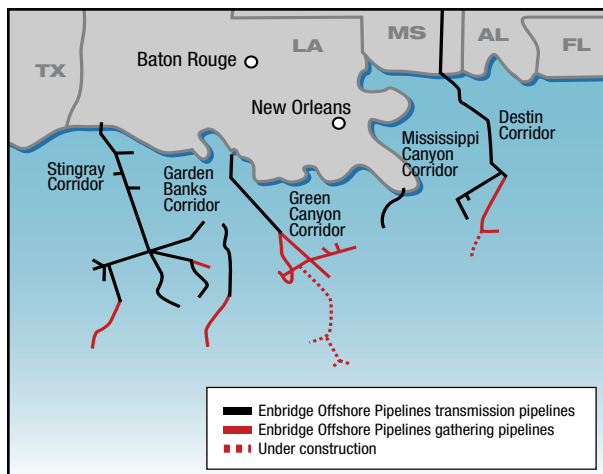 TX
LA
MS
AL
FL
Baton Rouge
New Orleans
Stingray
Corridor
Garden
Banks
Corridor
Green
Canyon
Corridor
Mississippi
Canyon
Corridor
Destin
Corridor
Enbridge Offshore Pipelines transmission pipelines
Enbridge Offshore Pipelines gathering pipelines
Under construction